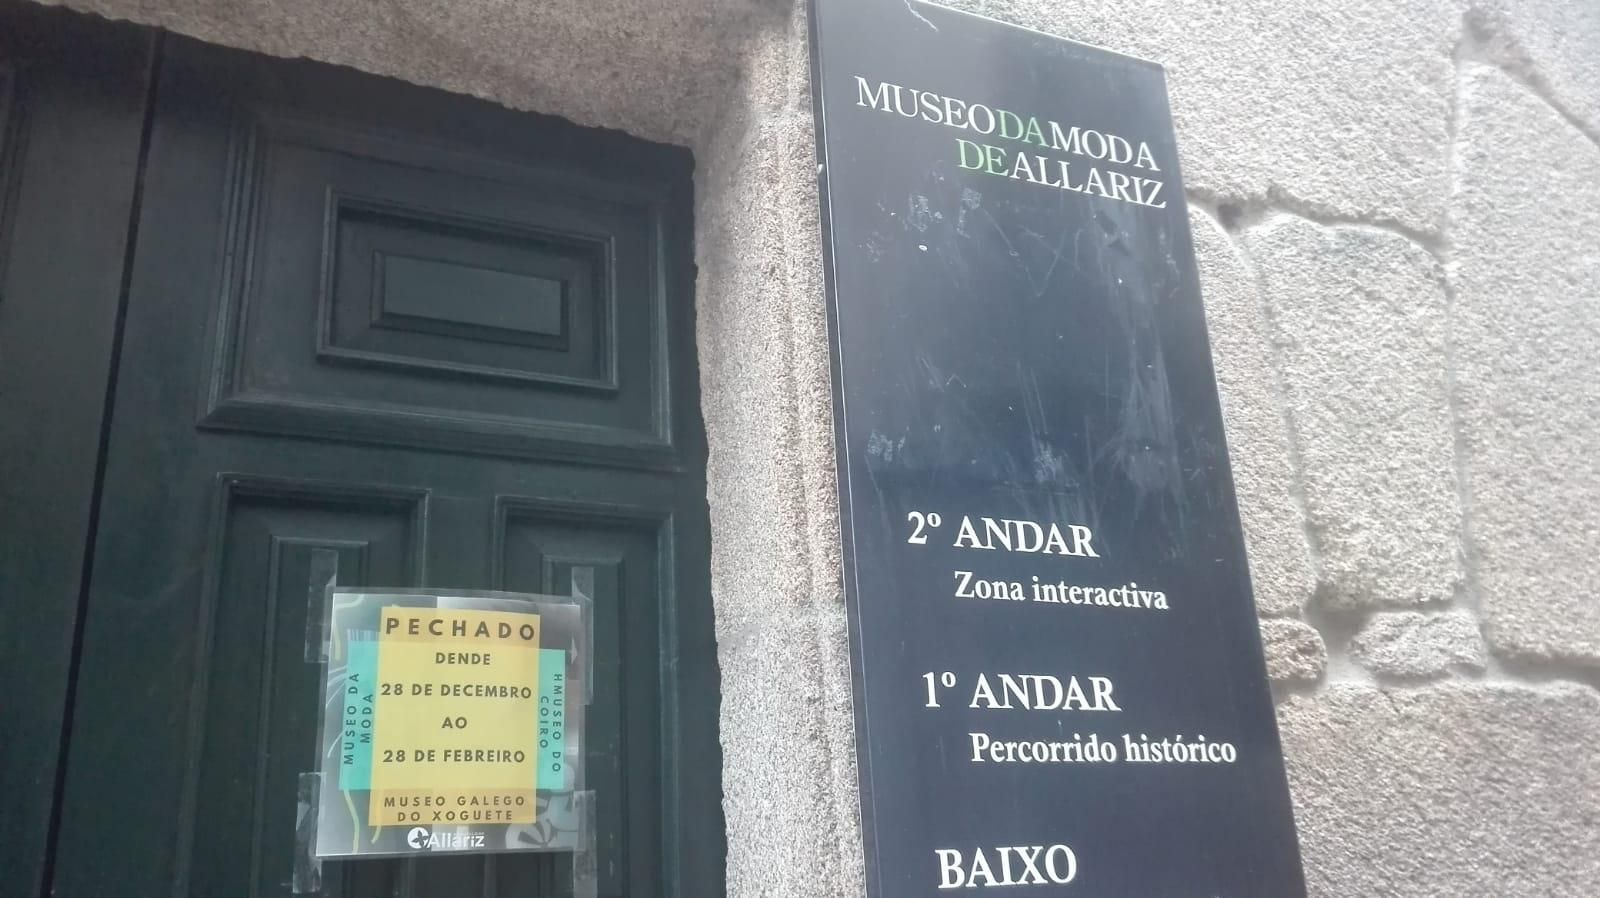 MUSEODAMODA
DEALLARIZ
2º ANDAR
Zona interactiva
1º ANDAR
Percorrido histórico
BAIXO
PECHADO
DENDE
28 DE DECEMBRO
AO
28 DE FEBREIRO
MUSEO DA
MODA
HMUSEO DO
COIRO
MUSEO GALEGO
DO XOGUETE
Allariz